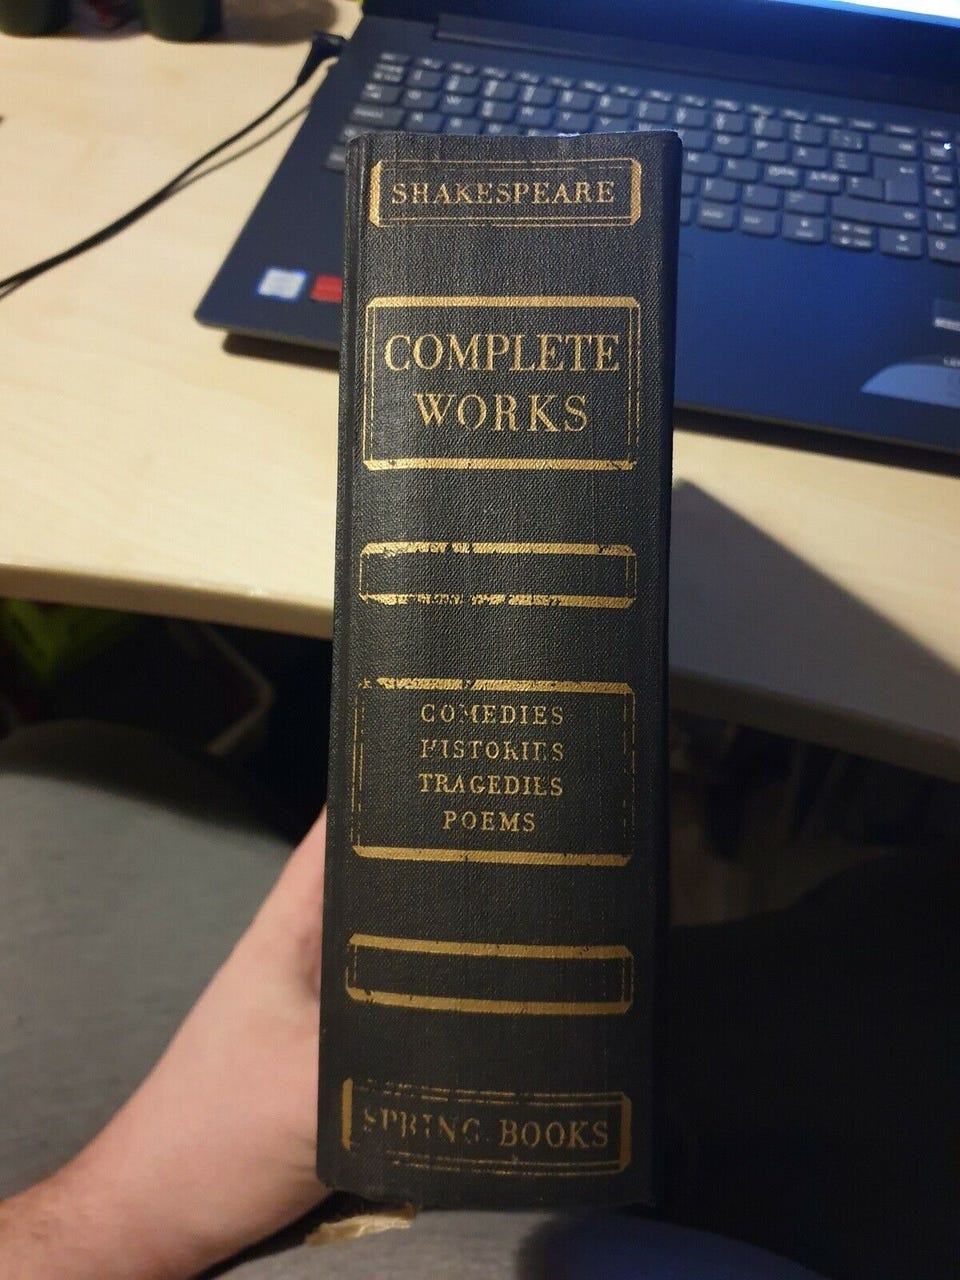 SHAKESPEARE
COMPLETE
WORKS
COMEDIES
HISTORIES
TRAGEDIES
POEMS
SPRING BOOKS